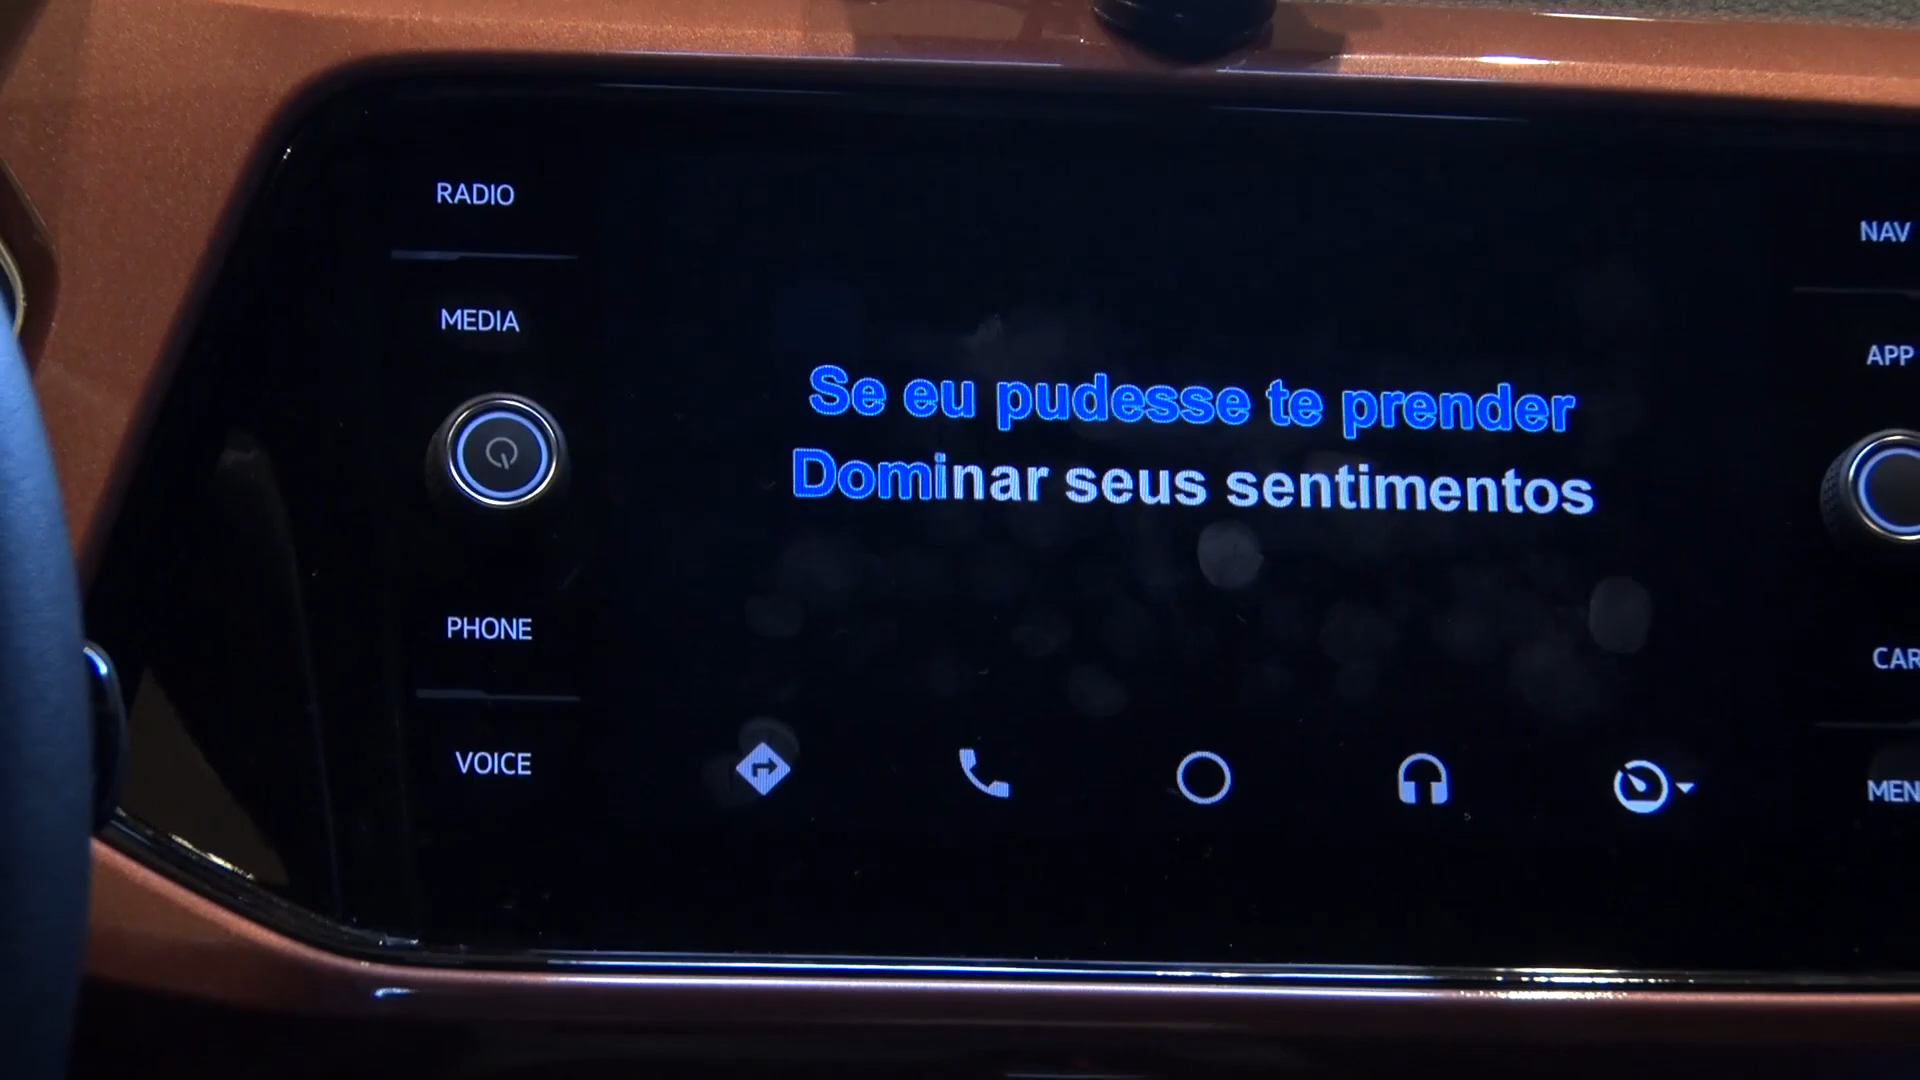 RADIO
MEDIA
PHONE
VOICE
Se eu pudesse te prender
Dominar seus sentimentos
NAV
APP
CAR
MEN